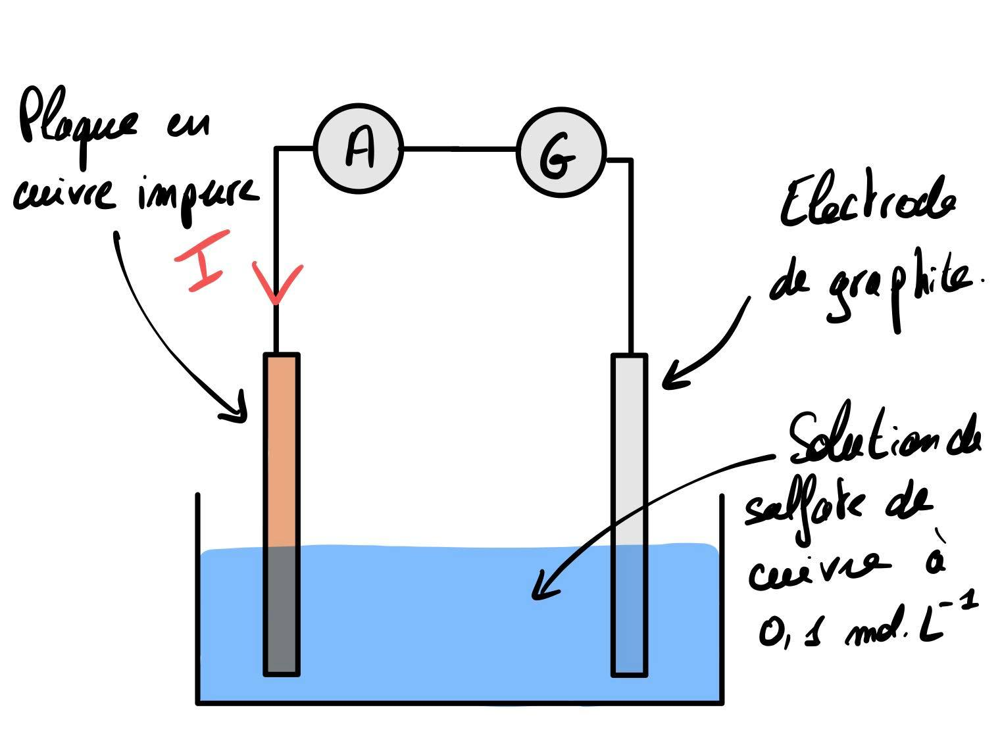 Plaque en
cuivre impure
I
A
G
Electrode
de graphite.
Solution de
sulfate de
cuivre à
0,1 mol.L⁻¹